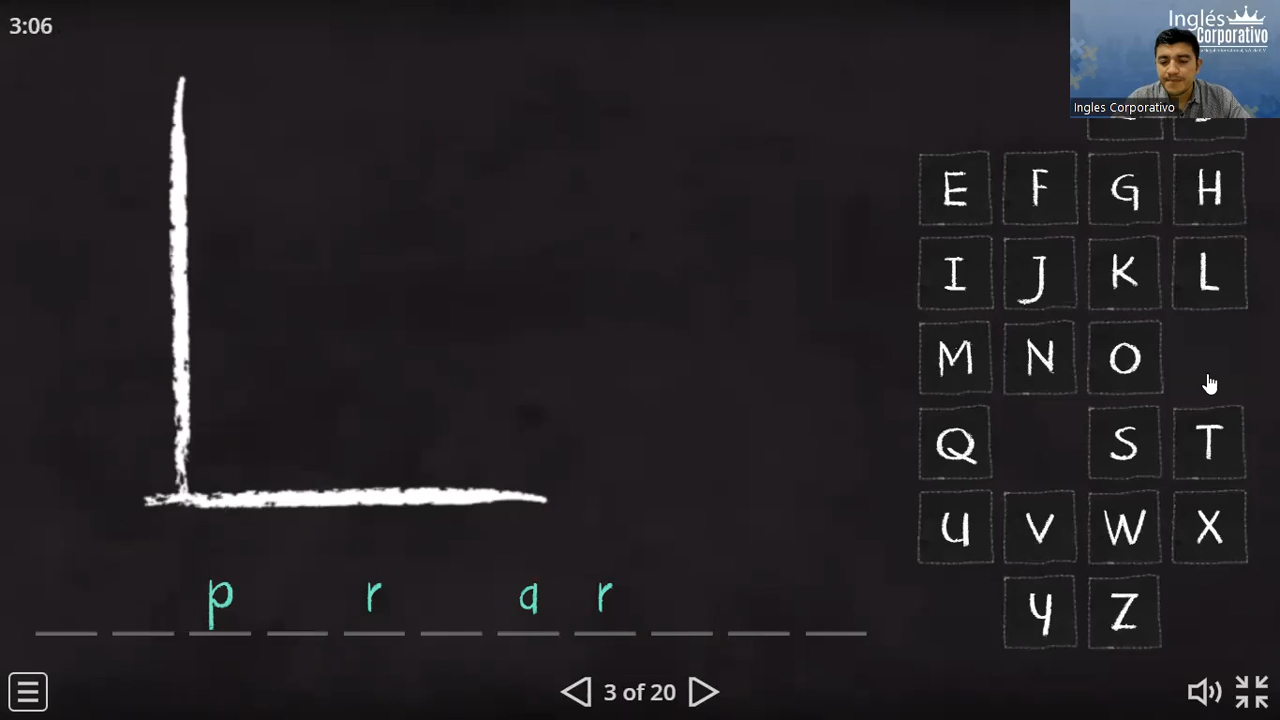 3:06
Inglés
Corporativo
Ingles Corporativo
E F G H
I J K L
M N O
Q S T
U V W X
Y Z
p r a r
3 of 20